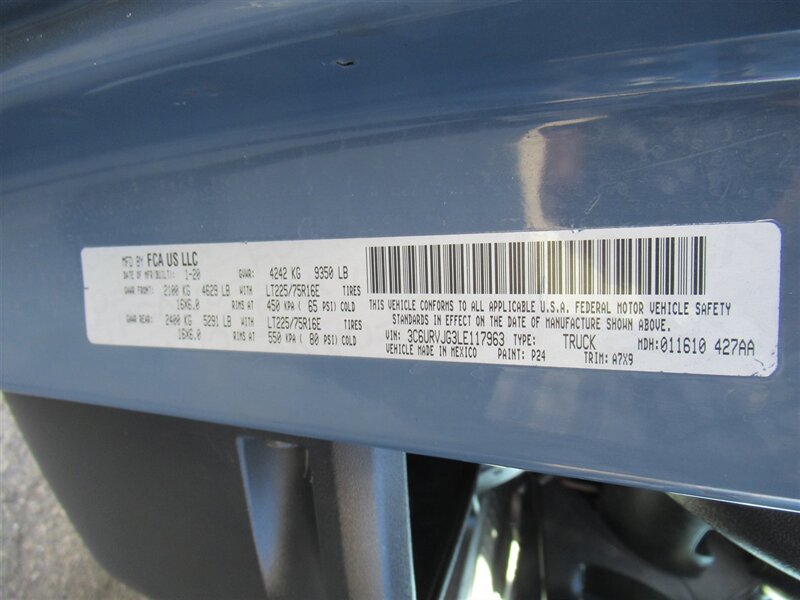 MFD BY FCA US LLC
DATE OF MFR(BUILT): 1-20 GVWR: 4242 KG 9350 LB
GAWR FRONT: 2100 KG 4629 LB WITH LT225/75R16E TIRES
16X6.0 RIMS AT 450 KPA ( 65 PSI) COLD
GAWR REAR: 2400 KG 5291 LB WITH LT225/75R16E TIRES
16X6.0 RIMS AT 550 KPA ( 80 PSI) COLD
THIS VEHICLE CONFORMS TO ALL APPLICABLE U.S.A. FEDERAL MOTOR VEHICLE SAFETY
STANDARDS IN EFFECT ON THE DATE OF MANUFACTURE SHOWN ABOVE.
VIN: 3C6URVJG3LE117963 TYPE: TRUCK MDH: 011610 427AA
VEHICLE MADE IN MEXICO PAINT: P24 TRIM: A7X9